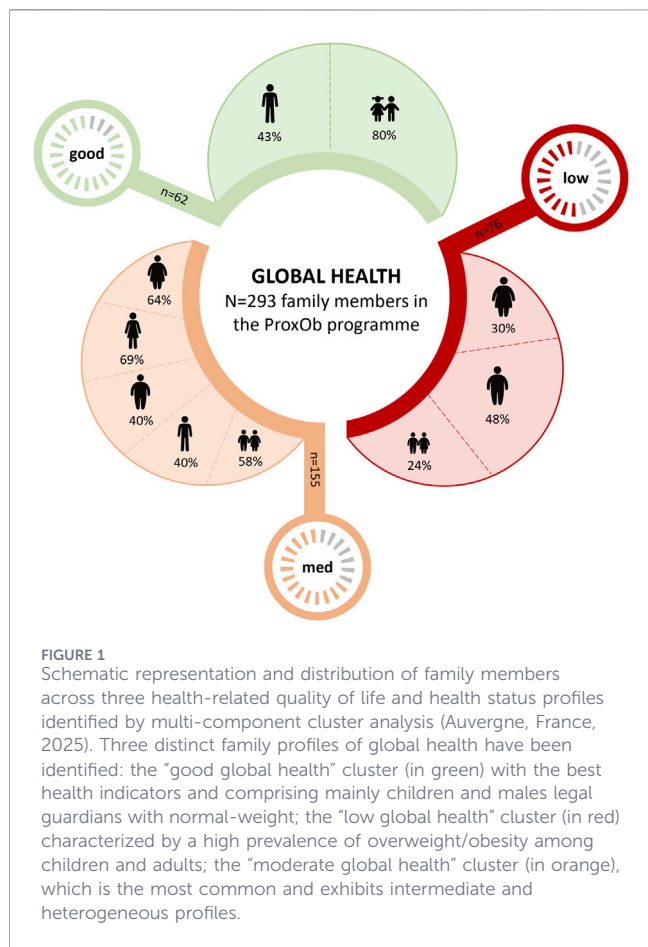 43%
80%
good
n=62
low
n=76
GLOBAL HEALTH
N=293 family members in
the ProxOb programme
64%
69%
40%
40%
58%
30%
48%
24%
n=155
med
FIGURE 1
Schematic representation and distribution of family members
across three health-related quality of life and health status profiles
identified by multi-component cluster analysis (Auvergne, France,
2025). Three distinct family profiles of global health have been
identified: the “good global health” cluster (in green) with the best
health indicators and comprising mainly children and males legal
guardians with normal-weight; the “low global health” cluster (in red)
characterized by a high prevalence of overweight/obesity among
children and adults; the “moderate global health” cluster (in orange),
which is the most common and exhibits intermediate and
heterogeneous profiles.